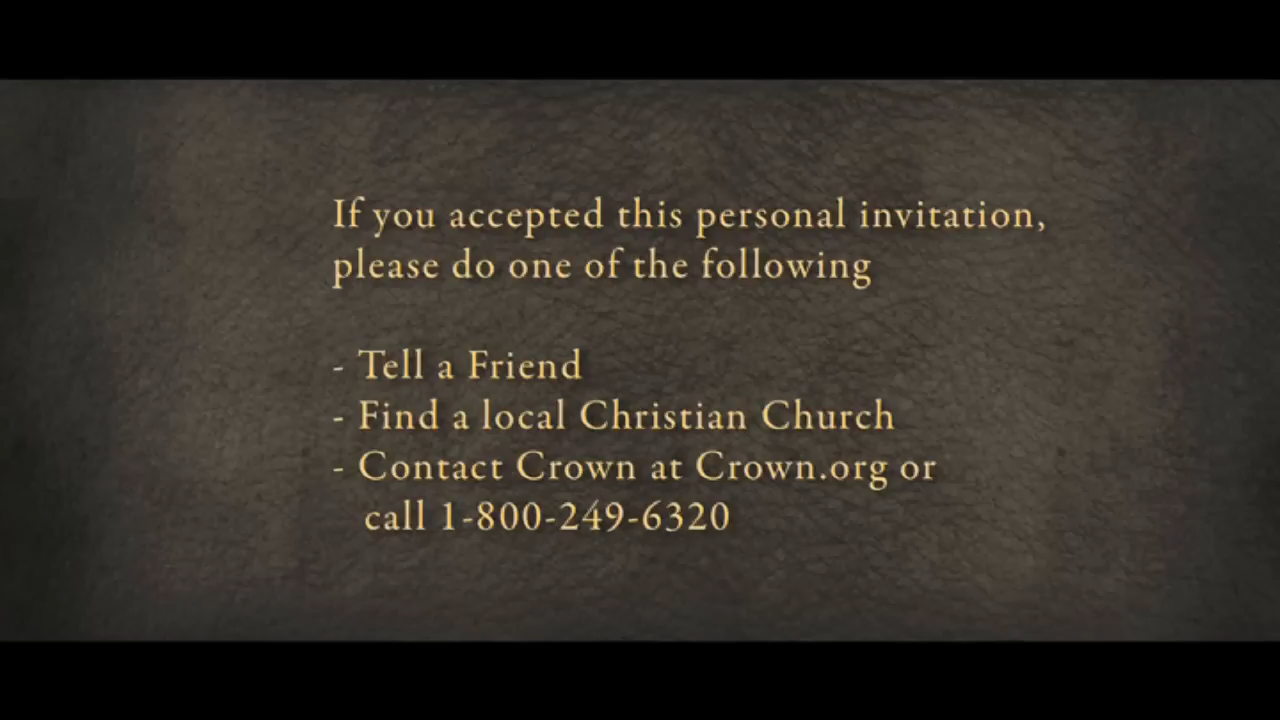 If you accepted this personal invitation,
please do one of the following
- Tell a Friend
- Find a local Christian Church
- Contact Crown at Crown.org or
call 1-800-249-6320